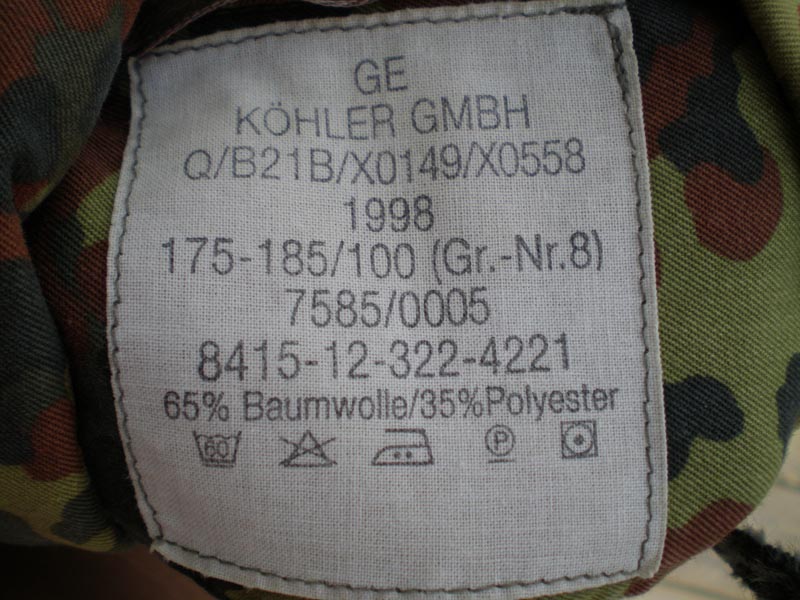 GE
KÖHLER GMBH
Q/B21B/X0149/X0558
1998
175-185/100 (Gr.-Nr.8)
7585/0005
8415-12-322-4221
65% Baumwolle/35%Polyester
60 P